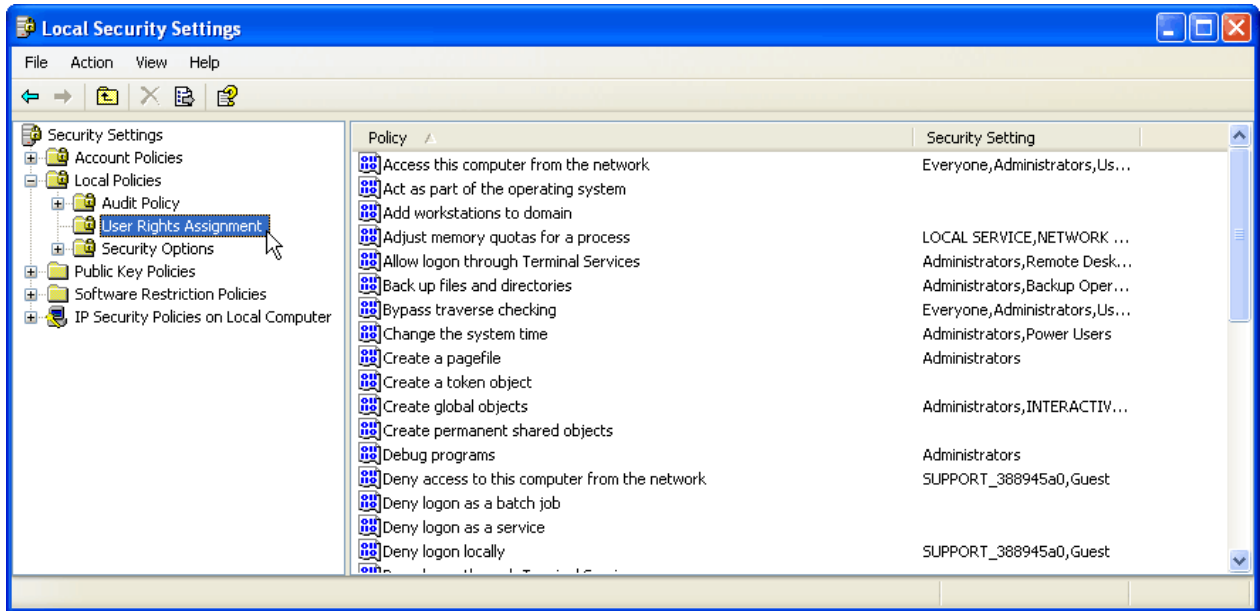 Local Security Settings
File Action View Help
Security Settings
Account Policies
Local Policies
Audit Policy
User Rights Assignment
Security Options
Public Key Policies
Software Restriction Policies
IP Security Policies on Local Computer
Policy Security Setting
Access this computer from the network Everyone,Administrators,Us...
Act as part of the operating system
Add workstations to domain
Adjust memory quotas for a process LOCAL SERVICE,NETWORK ...
Allow logon through Terminal Services Administrators,Remote Desk...
Back up files and directories Administrators,Backup Oper...
Bypass traverse checking Everyone,Administrators,Us...
Change the system time Administrators,Power Users
Create a pagefile Administrators
Create a token object
Create global objects Administrators,INTERACTIV...
Create permanent shared objects
Debug programs Administrators
Deny access to this computer from the network SUPPORT_388945a0,Guest
Deny logon as a batch job
Deny logon as a service
Deny logon locally SUPPORT_388945a0,Guest